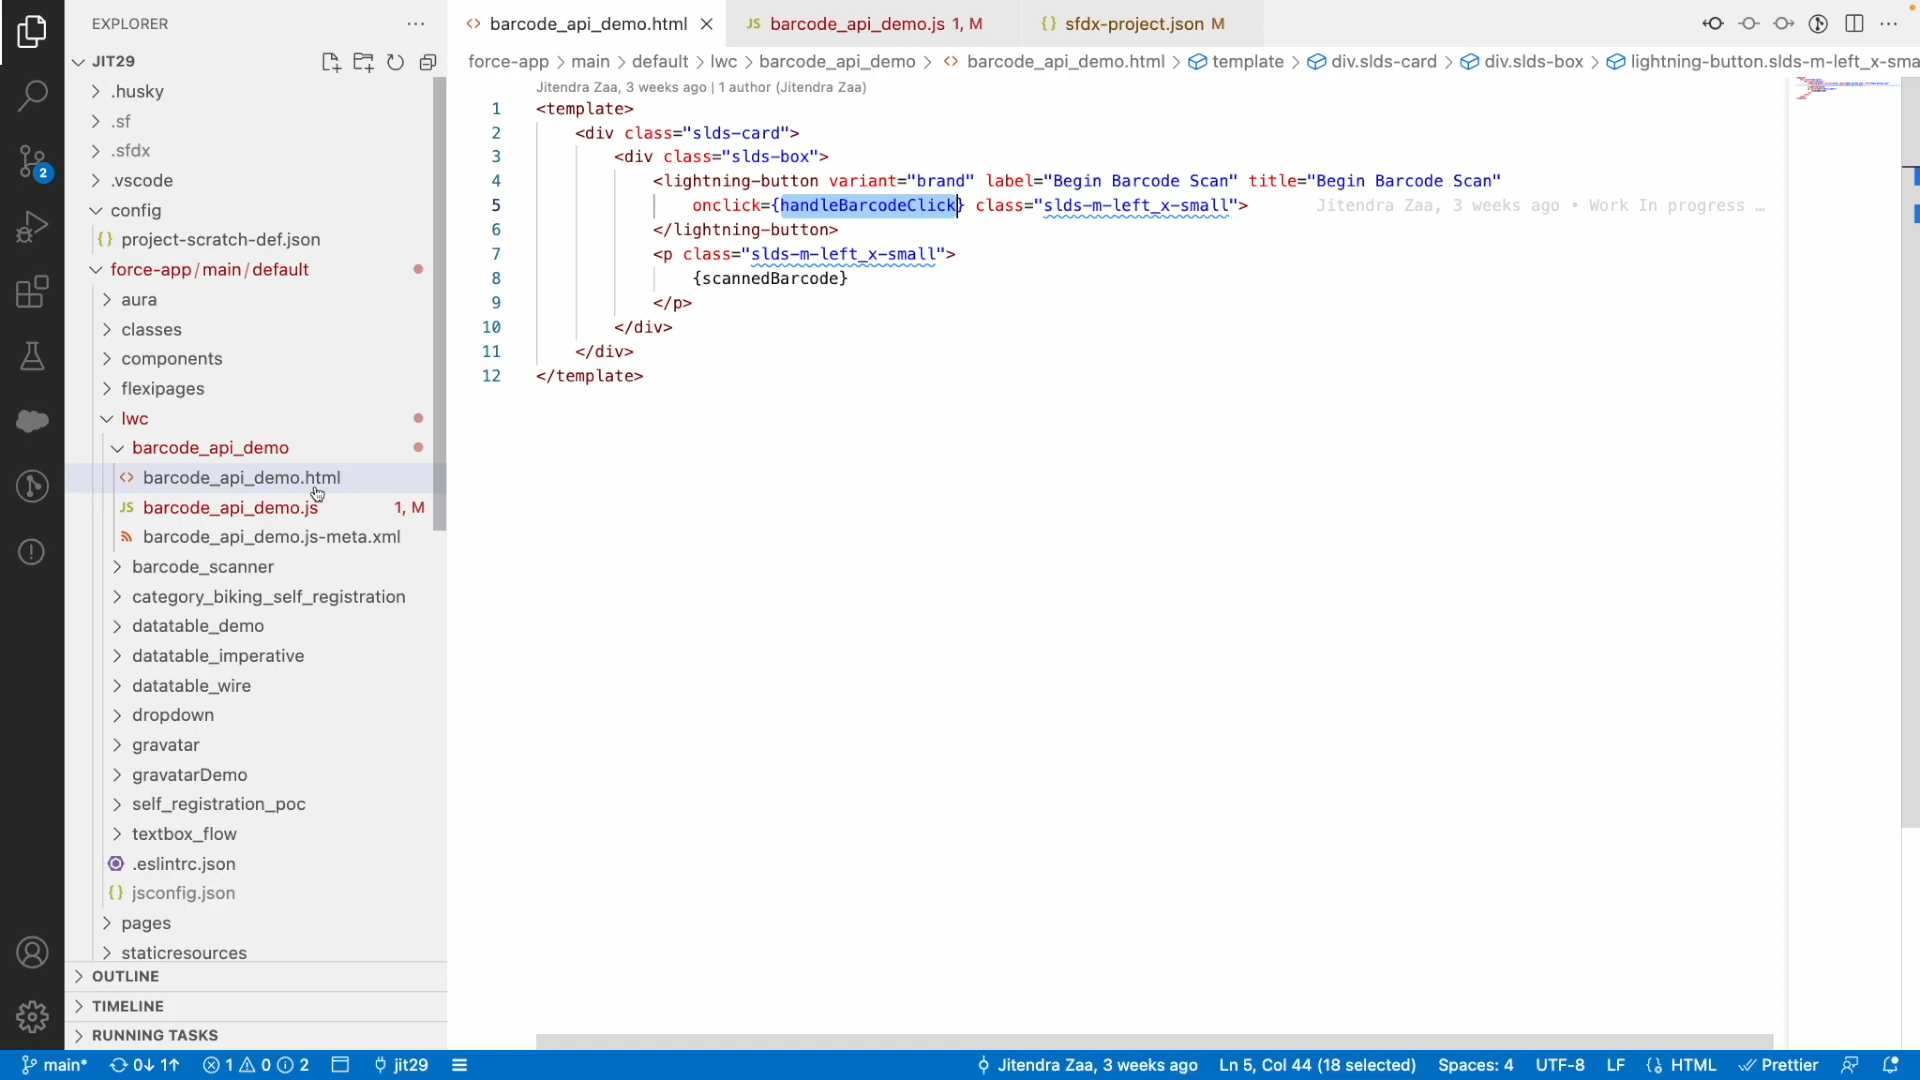 EXPLORER
JIT29
.husky
.sf
.sfdx
.vscode
config
project-scratch-def.json
force-app/main/default
aura
classes
components
flexipages
lwc
barcode_api_demo
barcode_api_demo.html
JS barcode_api_demo.js 1, M
barcode_api_demo.js-meta.xml
barcode_scanner
category_biking_self_registration
datatable_demo
datatable_imperative
datatable_wire
dropdown
gravatar
gravatarDemo
self_registration_poc
textbox_flow
.eslintrc.json
{} jsconfig.json
pages
staticresources
OUTLINE
TIMELINE
RUNNING TASKS
2
<> barcode_api_demo.html
JS barcode_api_demo.js 1, M
{} sfdx-project.json M
force-app > main > default > lwc > barcode_api_demo > <> barcode_api_demo.html > template > div.slds-card > div.slds-box > lightning-button.slds-m-left_x-sma
Jitendra Zaa, 3 weeks ago | 1 author (Jitendra Zaa)
1 <template>
2 <div class="slds-card">
3 <div class="slds-box">
4 <lightning-button variant="brand" label="Begin Barcode Scan" title="Begin Barcode Scan"
5 onclick={handleBarcodeClick} class="slds-m-left_x-small"> Jitendra Zaa, 3 weeks ago • Work In progress …
6 </lightning-button>
7 <p class="slds-m-left_x-small">
8 {scannedBarcode}
9 </p>
10 </div>
11 </div>
12 </template>
main* 0↓ 1↑ 1 0 2 jit29 Jitendra Zaa, 3 weeks ago Ln 5, Col 44 (18 selected) Spaces: 4 UTF-8 LF HTML Prettier